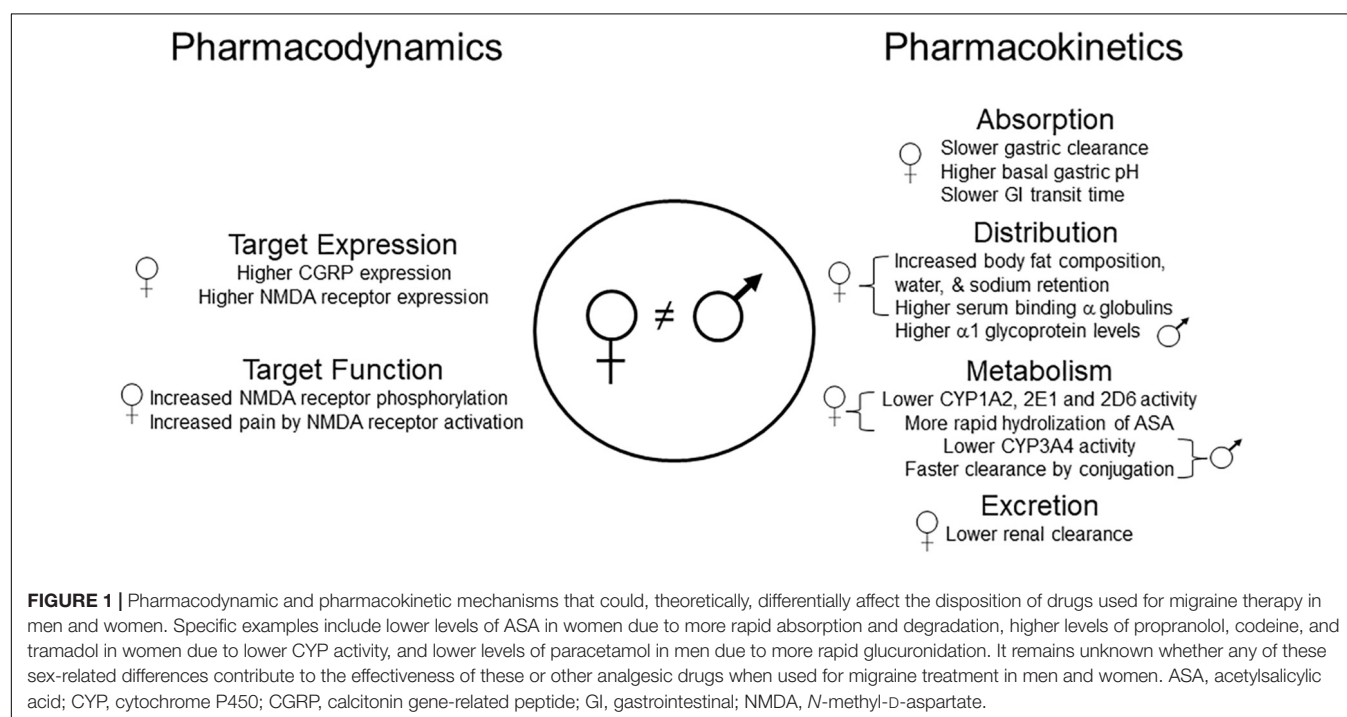 Pharmacodynamics
Target Expression
Higher CGRP expression
Higher NMDA receptor expression
Target Function
Increased NMDA receptor phosphorylation
Increased pain by NMDA receptor activation
♀ ≠ ♂
Pharmacokinetics
Absorption
Slower gastric clearance
Higher basal gastric pH
Slower GI transit time
Distribution
Increased body fat composition,
water, & sodium retention
Higher serum binding α globulins
Higher α1 glycoprotein levels
Metabolism
Lower CYP1A2, 2E1 and 2D6 activity
More rapid hydrolization of ASA
Lower CYP3A4 activity
Faster clearance by conjugation
Excretion
Lower renal clearance
FIGURE 1 | Pharmacodynamic and pharmacokinetic mechanisms that could, theoretically, differentially affect the disposition of drugs used for migraine therapy in
men and women. Specific examples include lower levels of ASA in women due to more rapid absorption and degradation, higher levels of propranolol, codeine, and
tramadol in women due to lower CYP activity, and lower levels of paracetamol in men due to more rapid glucuronidation. It remains unknown whether any of these
sex-related differences contribute to the effectiveness of these or other analgesic drugs when used for migraine treatment in men and women. ASA, acetylsalicylic
acid; CYP, cytochrome P450; CGRP, calcitonin gene-related peptide; GI, gastrointestinal; NMDA, N-methyl-D-aspartate.